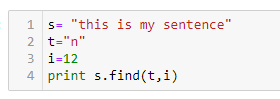 1 s= "this is my sentence"
2 t="n"
3 i=12
4 print s.find(t,i)